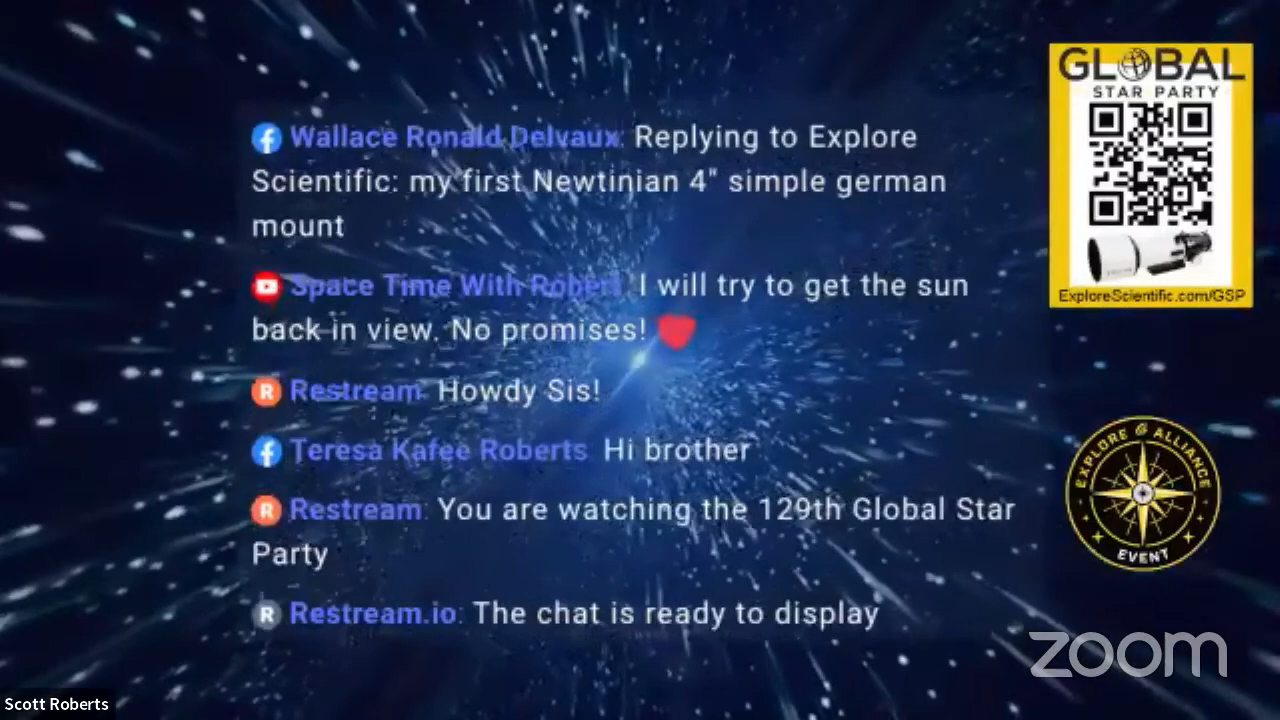 GLOBAL
STAR PARTY
Wallace Ronald Delvaux: Replying to Explore
Scientific: my first Newtinian 4" simple german
mount
Space Time With Robert: I will try to get the sun
back in view. No promises!
Restream: Howdy Sis!
Teresa Kafee Roberts: Hi brother
Restream: You are watching the 129th Global Star
Party
Restream.io: The chat is ready to display
ExploreScientific.com/GSP
EXPLORE ALLIANCE
EVENT
zoom
Scott Roberts